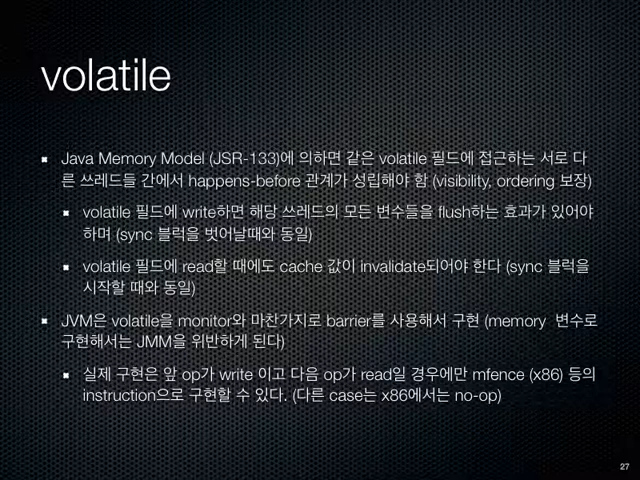 volatile
Java Memory Model (JSR-133)에 의하면 같은 volatile 필드에 접근하는 서로 다
른 쓰레드들 간에서 happens-before 관계가 성립해야 함 (visibility, ordering 보장)
volatile 필드에 write하면 해당 쓰레드의 모든 변수들을 flush하는 효과가 있어야
하며 (sync 블럭을 벗어날때와 동일)
volatile 필드에 read할 때에도 cache 값이 invalidate되어야 한다 (sync 블럭을
시작할 때와 동일)
JVM은 volatile을 monitor와 마찬가지로 barrier를 사용해서 구현 (memory 변수로
구현해서는 JMM을 위반하게 된다)
실제 구현은 앞 op가 write 이고 다음 op가 read일 경우에만 mfence (x86) 등의
instruction으로 구현할 수 있다. (다른 case는 x86에서는 no-op)
27